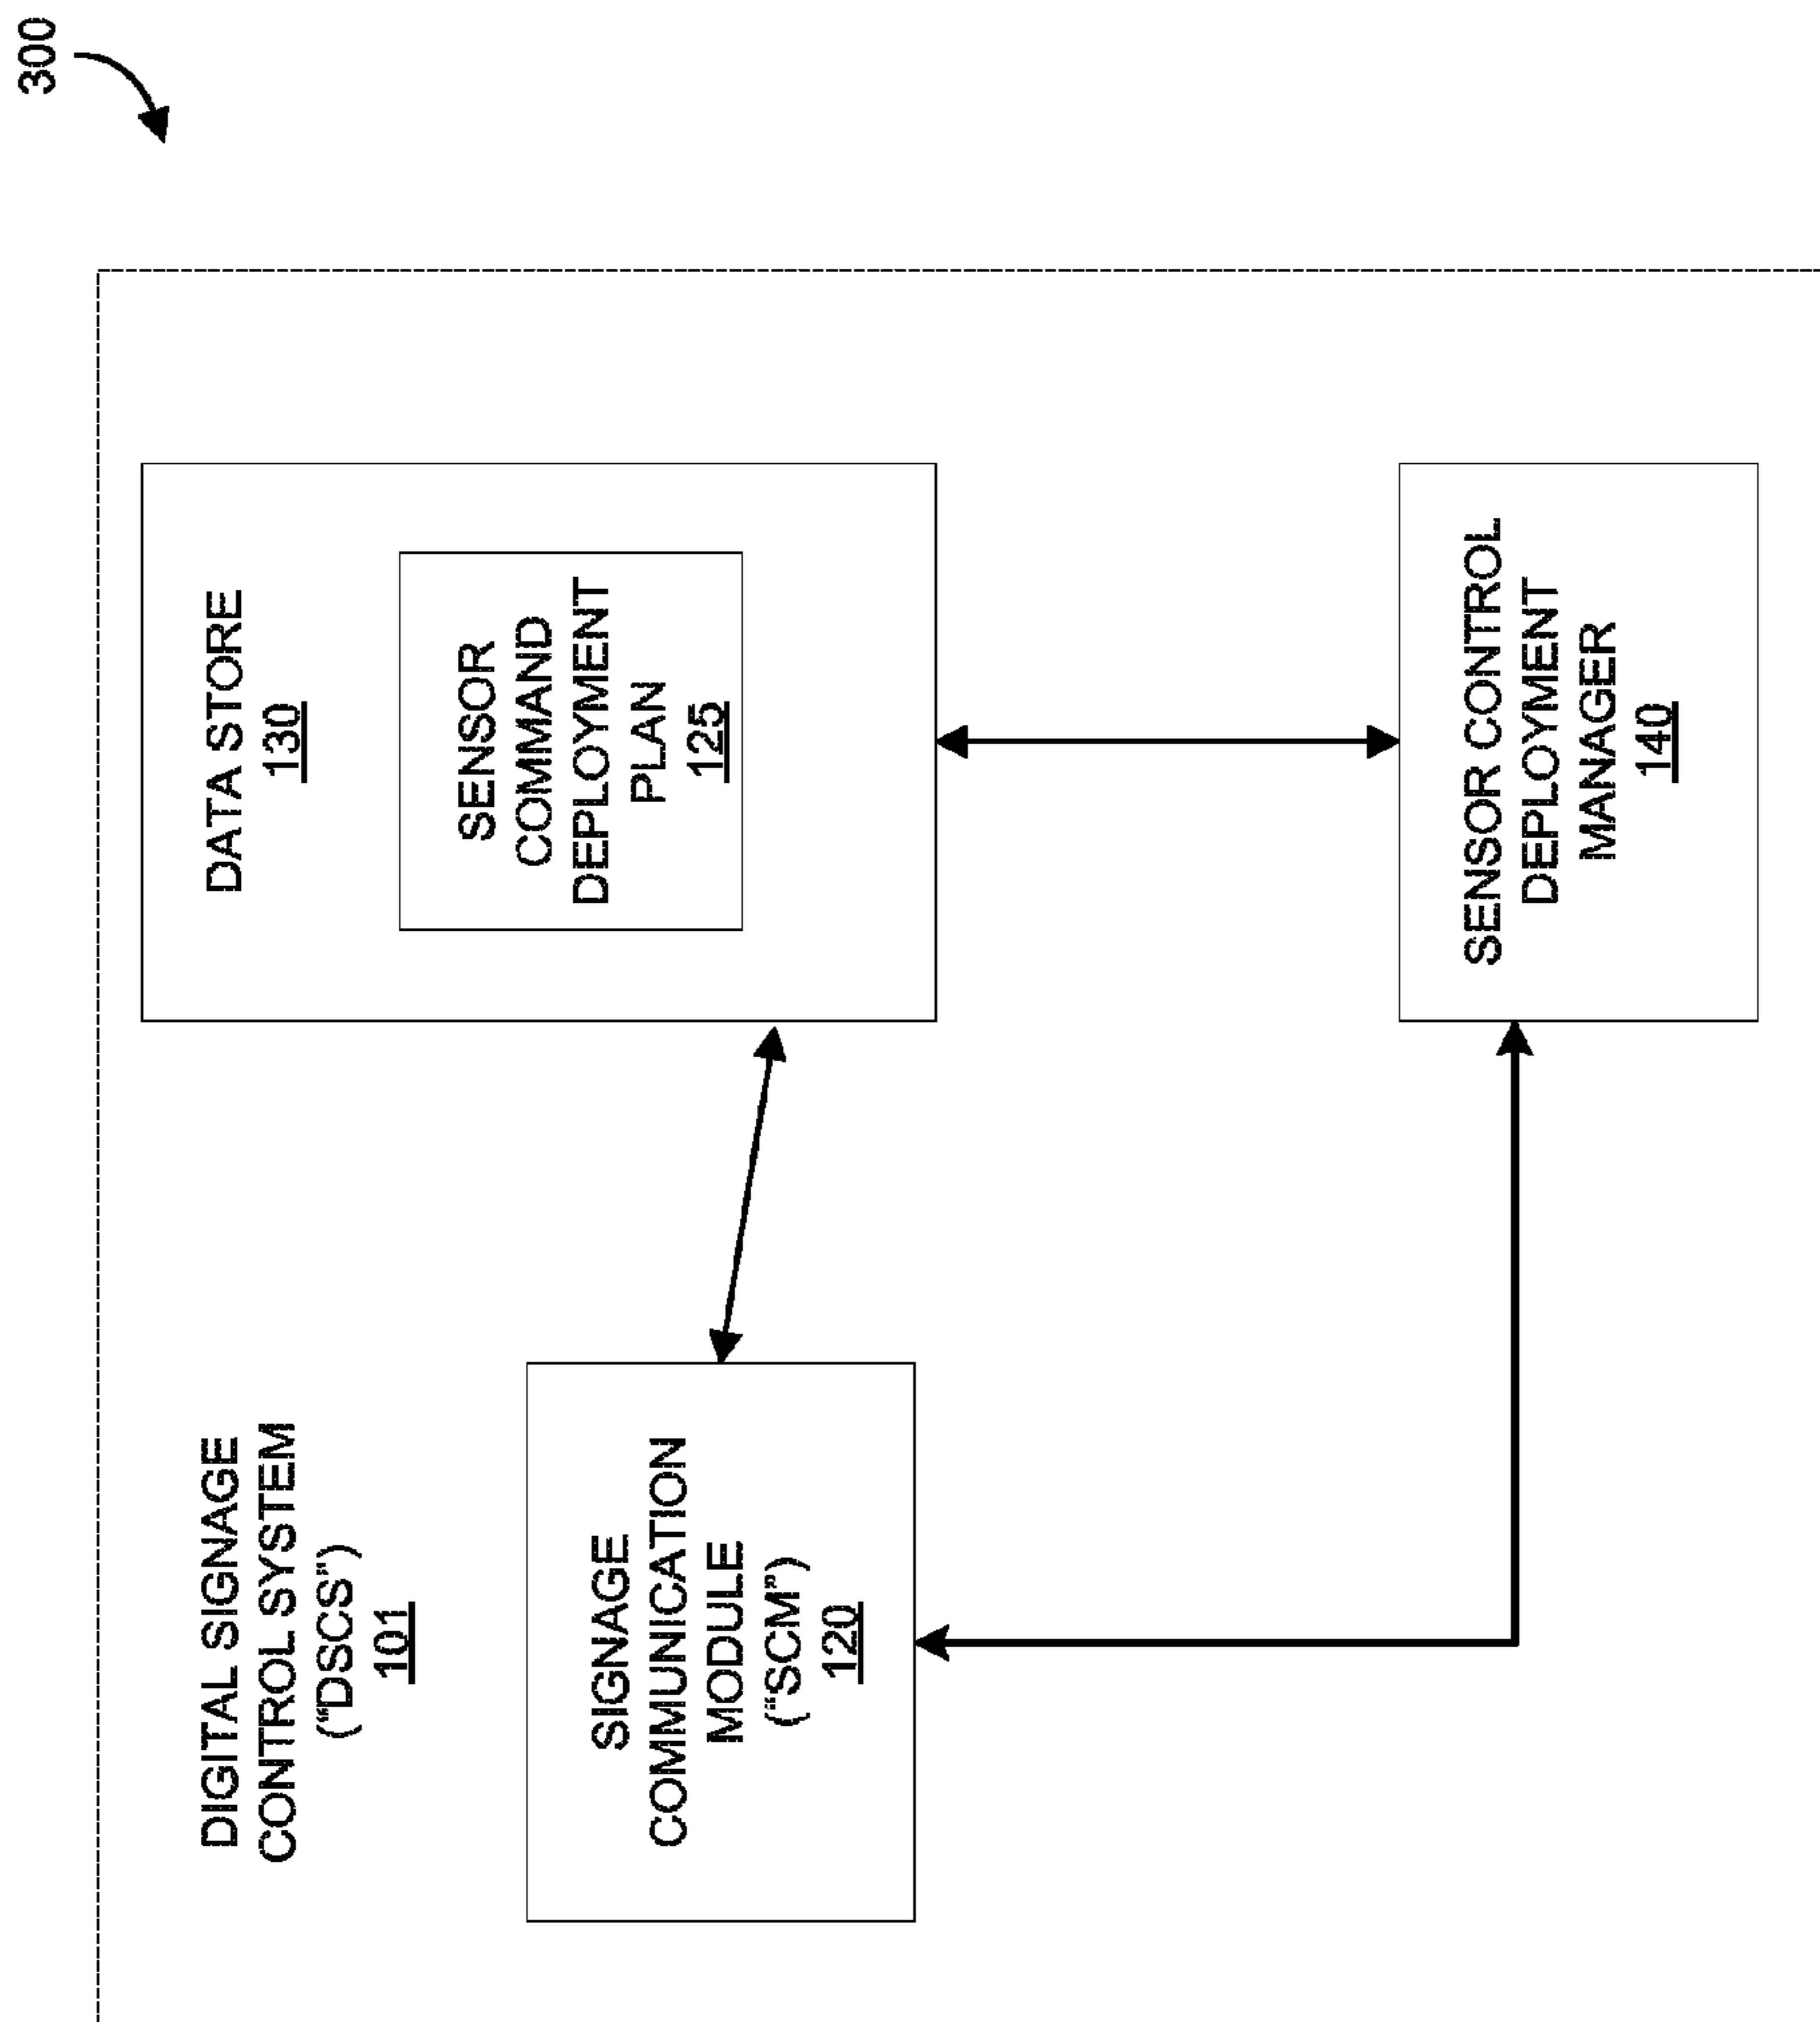 300
DIGITAL SIGNAGE
CONTROL SYSTEM
("DSCS")
101
DATA STORE
130
SENSOR
COMMAND
DEPLOYMENT
PLAN
125
SIGNAGE
COMMUNICATION
MODULE
("SCM")
120
SENSOR CONTROL
DEPLOYMENT
MANAGER
140